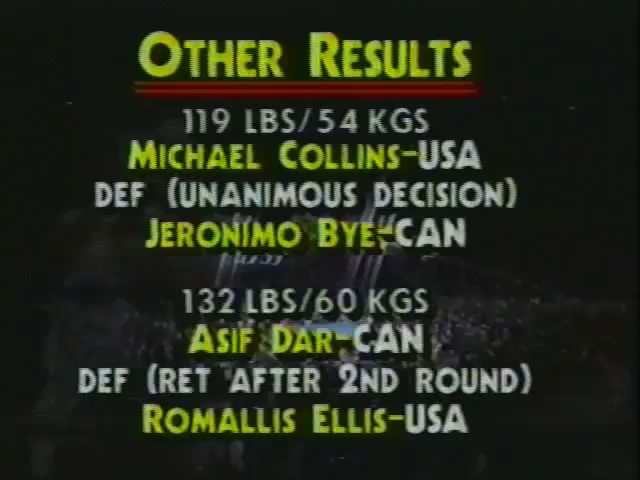 OTHER RESULTS
119 LBS/54 KGS
MICHAEL COLLINS-USA
DEF (UNANIMOUS DECISION)
JERONIMO BYE-CAN
132 LBS/60 KGS
ASIF DAR-CAN
DEF (RET AFTER 2ND ROUND)
ROMALLIS ELLIS-USA